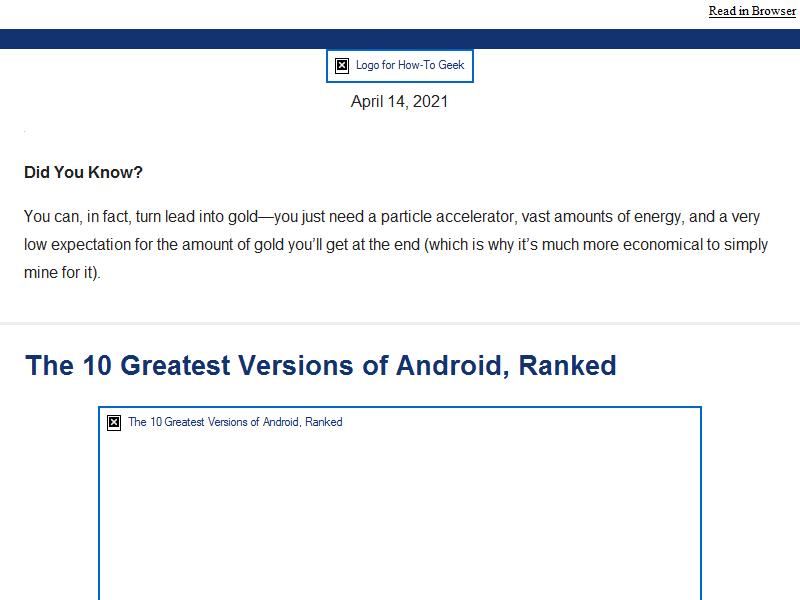 Read in Browser
Logo for How-To Geek
April 14, 2021
Did You Know?
You can, in fact, turn lead into gold—you just need a particle accelerator, vast amounts of energy, and a very
low expectation for the amount of gold you’ll get at the end (which is why it’s much more economical to simply
mine for it).
The 10 Greatest Versions of Android, Ranked
The 10 Greatest Versions of Android, Ranked